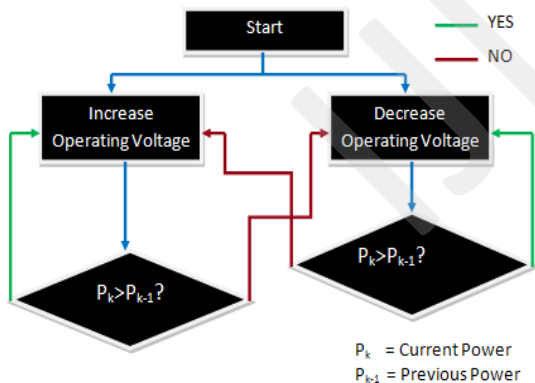 Start
YES
NO
Increase
Operating Voltage
Decrease
Operating Voltage
Pk>Pk-1?
Pk>Pk-1?
Pk = Current Power
Pk-1 = Previous Power